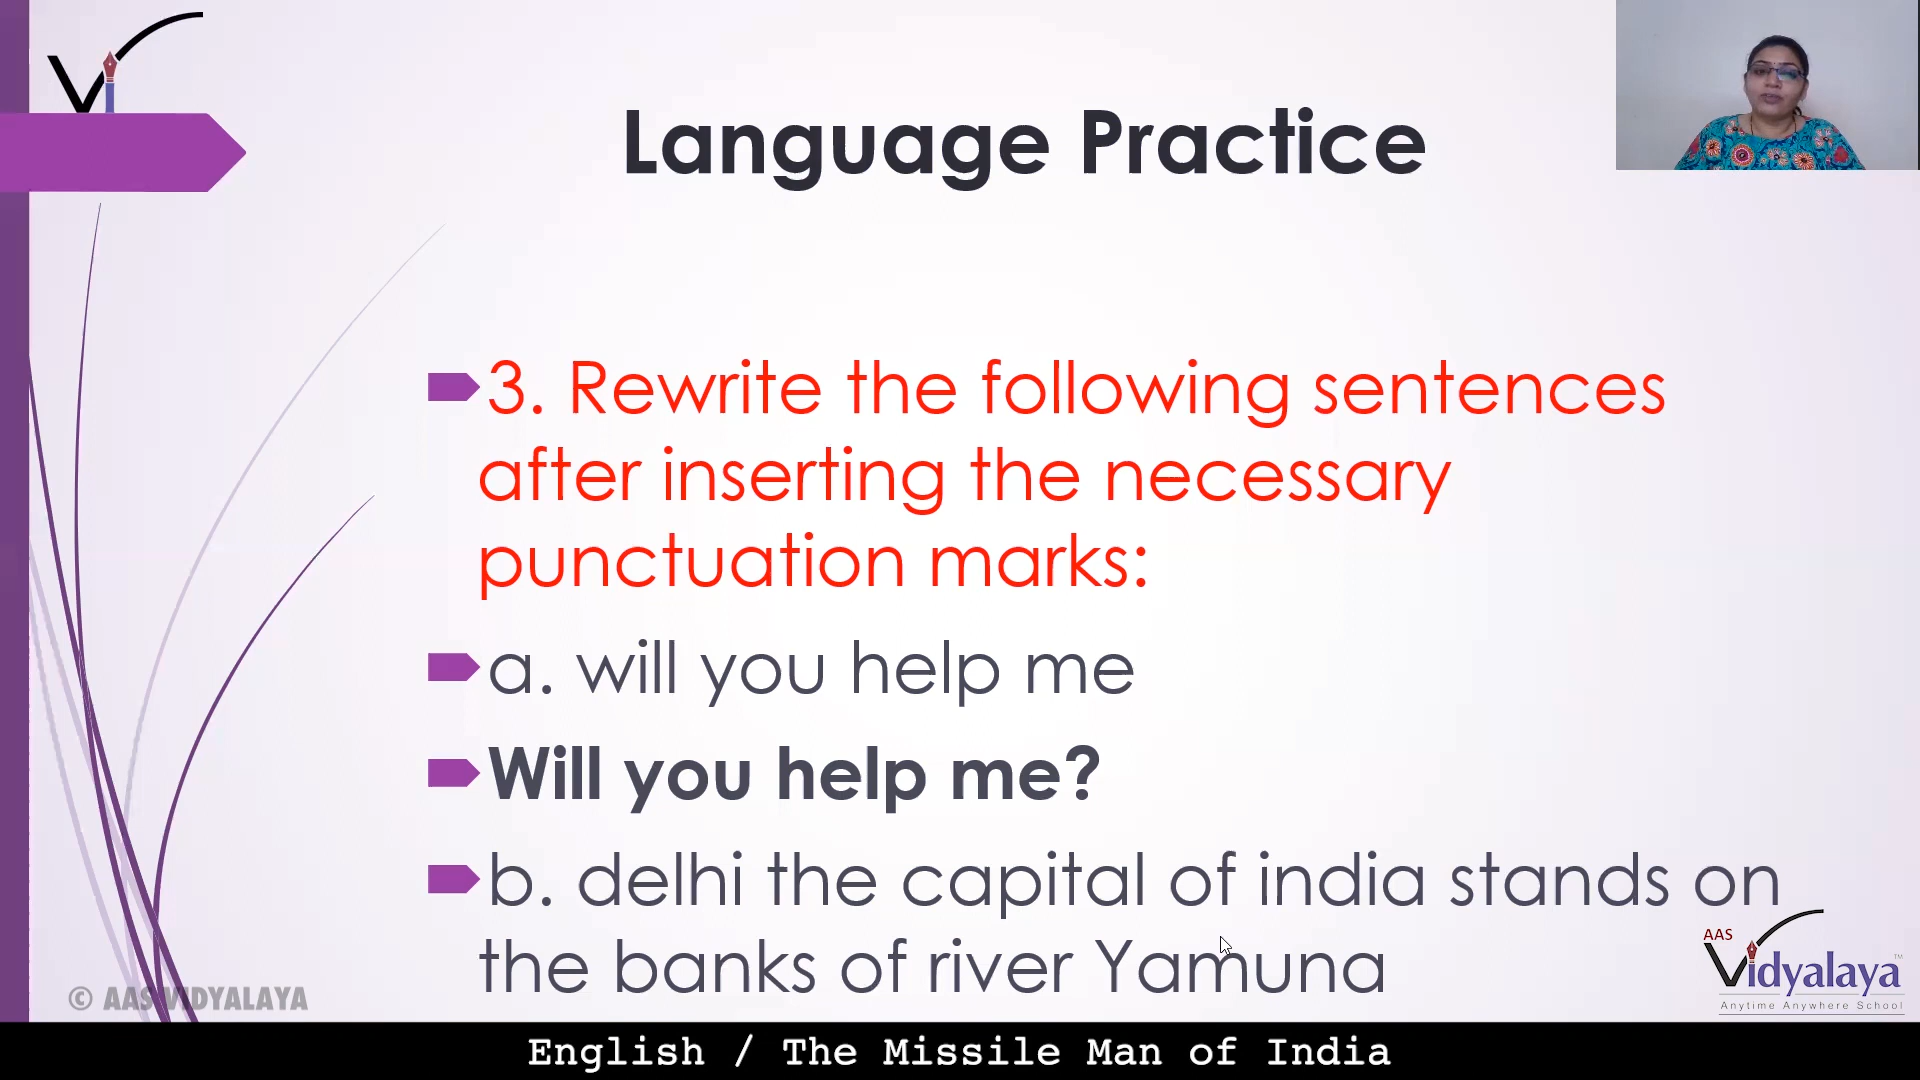 Vi
Language Practice
3. Rewrite the following sentences
after inserting the necessary
punctuation marks:
a. will you help me
Will you help me?
b. delhi the capital of india stands on
the banks of river Yamuna
AAS
Vidyalaya™
Anytime Anywhere School
© AAS VIDYALAYA
English / The Missile Man of India